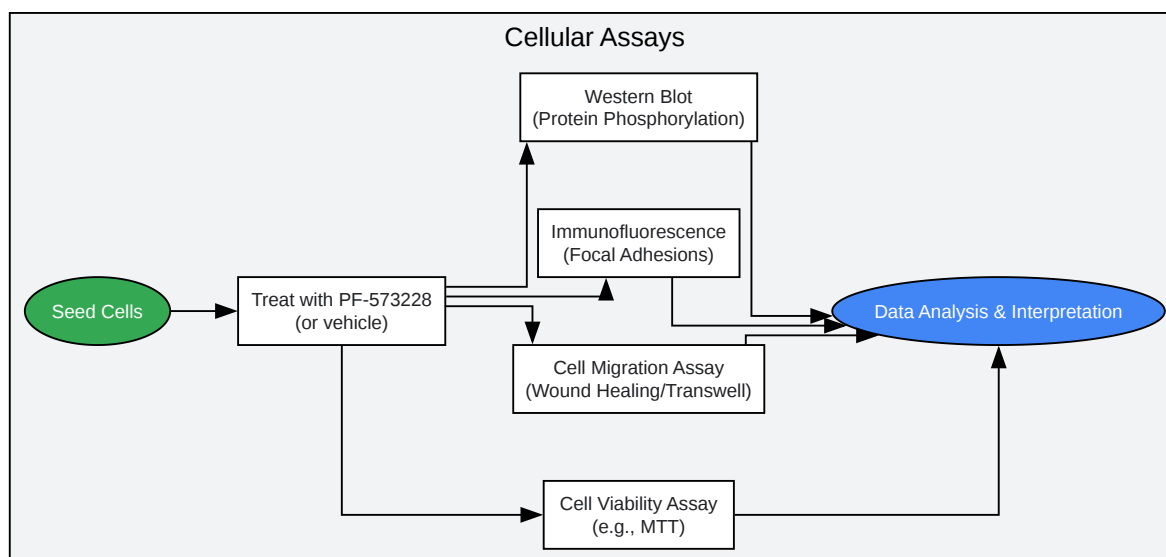 Cellular Assays
Western Blot
(Protein Phosphorylation)
Immunofluorescence
(Focal Adhesions)
Seed Cells
Treat with PF-573228
(or vehicle)
Data Analysis & Interpretation
Cell Migration Assay
(Wound Healing/Transwell)
Cell Viability Assay
(e.g., MTT)